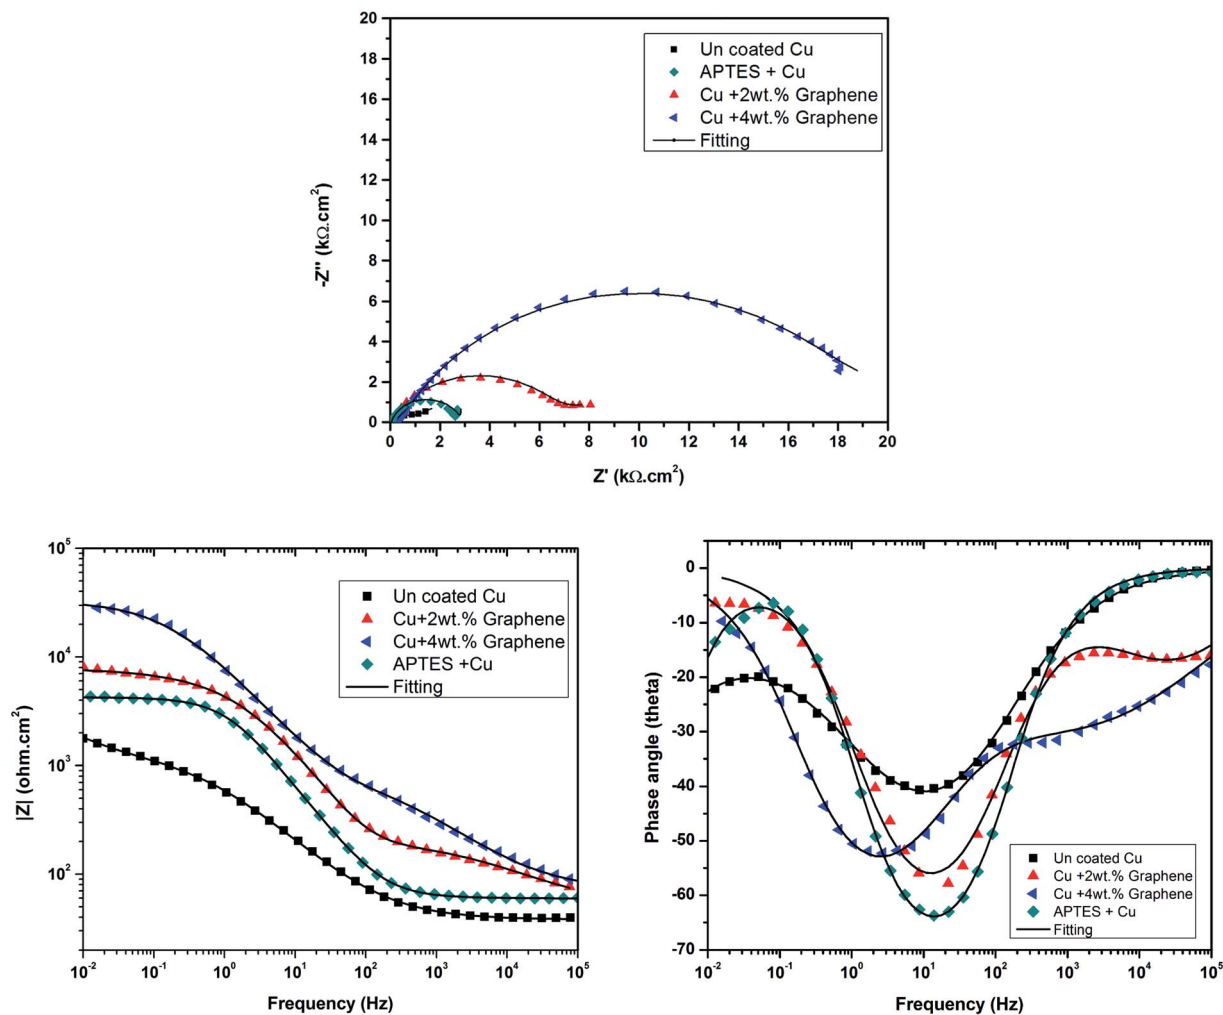 20
18
16
14
12
10
8
6
4
2
0
-Z'' (kΩ.cm²)
Un coated Cu
APTES + Cu
Cu +2wt.% Graphene
Cu +4wt.% Graphene
Fitting
0 2 4 6 8 10 12 14 16 18 20
Z' (kΩ.cm²)
10⁵
10⁴
10³
10²
|Z| (ohm.cm²)
Un coated Cu
Cu+2wt.% Graphene
Cu+4wt.% Graphene
APTES +Cu
Fitting
10⁻² 10⁻¹ 10⁰ 10¹ 10² 10³ 10⁴ 10⁵
Frequency (Hz)
0
-10
-20
-30
-40
-50
-60
-70
Phase angle (theta)
Un coated Cu
Cu +2wt.% Graphene
Cu +4wt.% Graphene
APTES + Cu
Fitting
10⁻² 10⁻¹ 10⁰ 10¹ 10² 10³ 10⁴ 10⁵
Frequency (Hz)